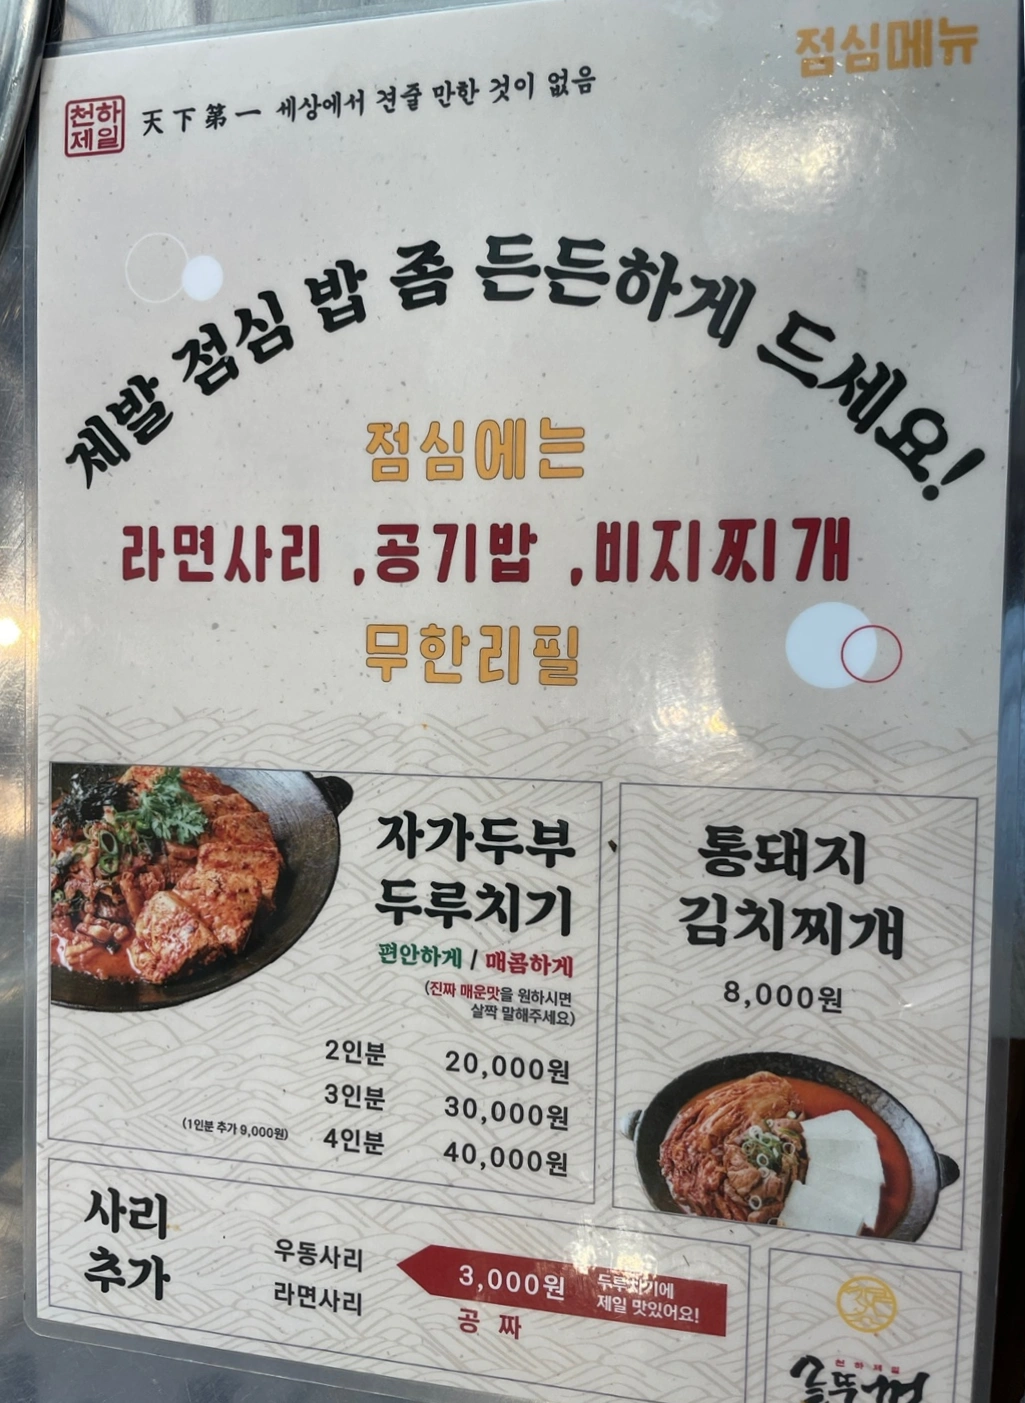 점심메뉴
천하
제일
天下第一 세상에서 견줄 만한 것이 없음
제발 점심 밥 좀 든든하게 드세요!
점심에는
라면사리 ,공기밥 ,비지찌개
무한리필
자가두부
두루치기
편안하게 / 매콤하게
(진짜 매운맛을 원하시면
살짝 말해주세요)
2인분 20,000원
3인분 30,000원
(1인분 추가 9,000원) 4인분 40,000원
통돼지
김치찌개
8,000원
사리
추가
우동사리 3,000원
두루치기에
제일 맛있어요!
라면사리 공짜
천하제일